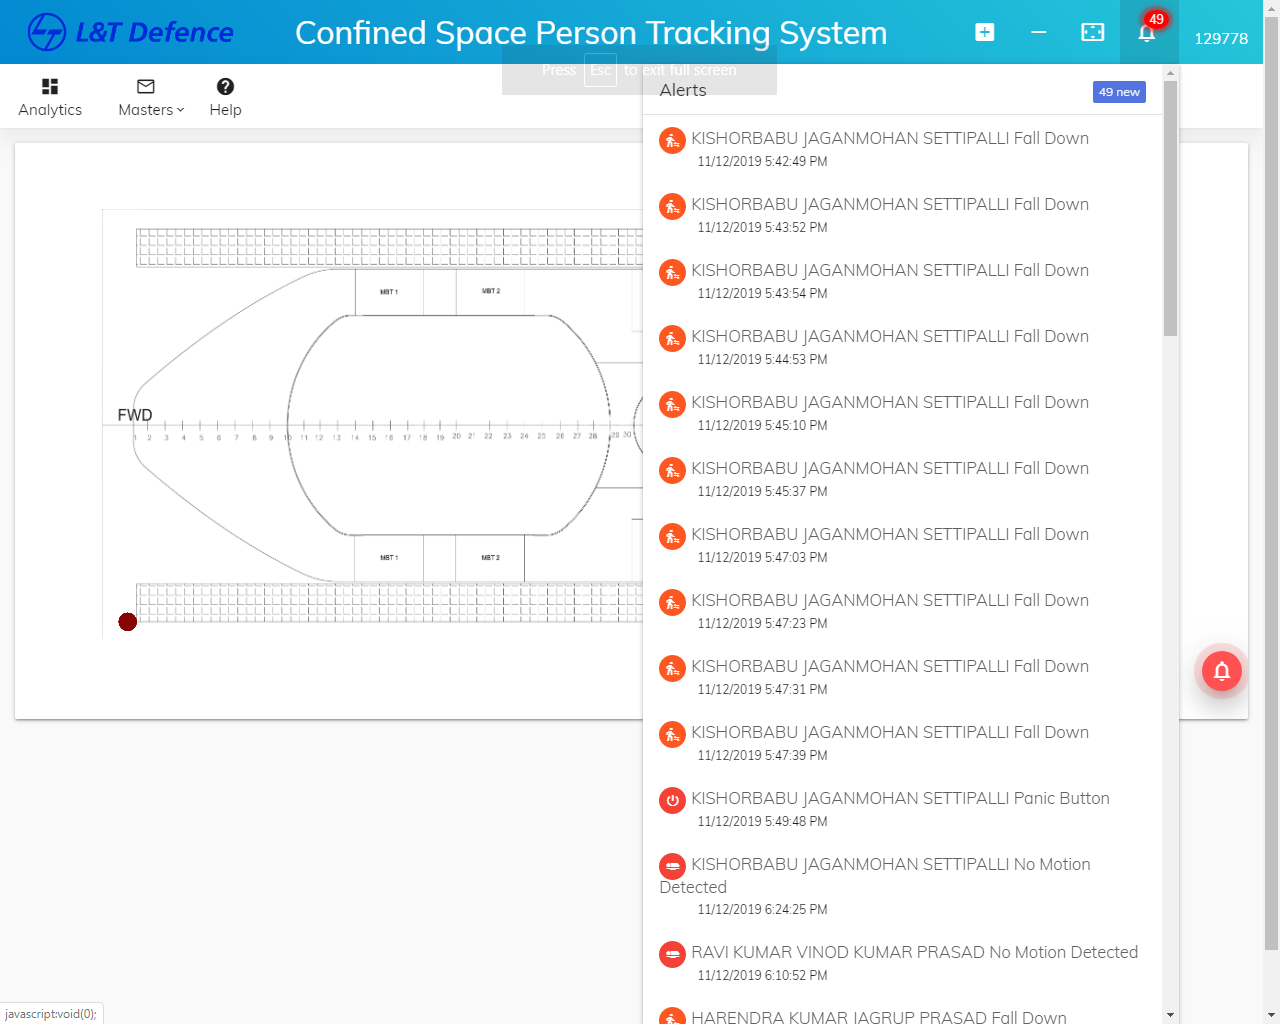 L&T Defence
Confined Space Person Tracking System
49
129778
Press Esc to exit full screen
Analytics
Masters
Help
Alerts
49 new
KISHORBABU JAGANMOHAN SETTIPALLI Fall Down
11/12/2019 5:42:49 PM
KISHORBABU JAGANMOHAN SETTIPALLI Fall Down
11/12/2019 5:43:52 PM
KISHORBABU JAGANMOHAN SETTIPALLI Fall Down
11/12/2019 5:43:54 PM
KISHORBABU JAGANMOHAN SETTIPALLI Fall Down
11/12/2019 5:44:53 PM
KISHORBABU JAGANMOHAN SETTIPALLI Fall Down
11/12/2019 5:45:10 PM
KISHORBABU JAGANMOHAN SETTIPALLI Fall Down
11/12/2019 5:45:37 PM
KISHORBABU JAGANMOHAN SETTIPALLI Fall Down
11/12/2019 5:47:03 PM
KISHORBABU JAGANMOHAN SETTIPALLI Fall Down
11/12/2019 5:47:23 PM
KISHORBABU JAGANMOHAN SETTIPALLI Fall Down
11/12/2019 5:47:31 PM
KISHORBABU JAGANMOHAN SETTIPALLI Fall Down
11/12/2019 5:47:39 PM
KISHORBABU JAGANMOHAN SETTIPALLI Panic Button
11/12/2019 5:49:48 PM
KISHORBABU JAGANMOHAN SETTIPALLI No Motion
Detected
11/12/2019 6:24:25 PM
RAVI KUMAR VINOD KUMAR PRASAD No Motion Detected
11/12/2019 6:10:52 PM
HARENDRA KUMAR JAGRUP PRASAD Fall Down
MBT 1
MBT 2
FWD
1 2 3 4 5 6 7 8 9 10 11 12 13 14 15 16 17 18 19 20 21 22 23 24 25 26 27 28 29 30
MBT 1
MBT 2
javascript:void(0);